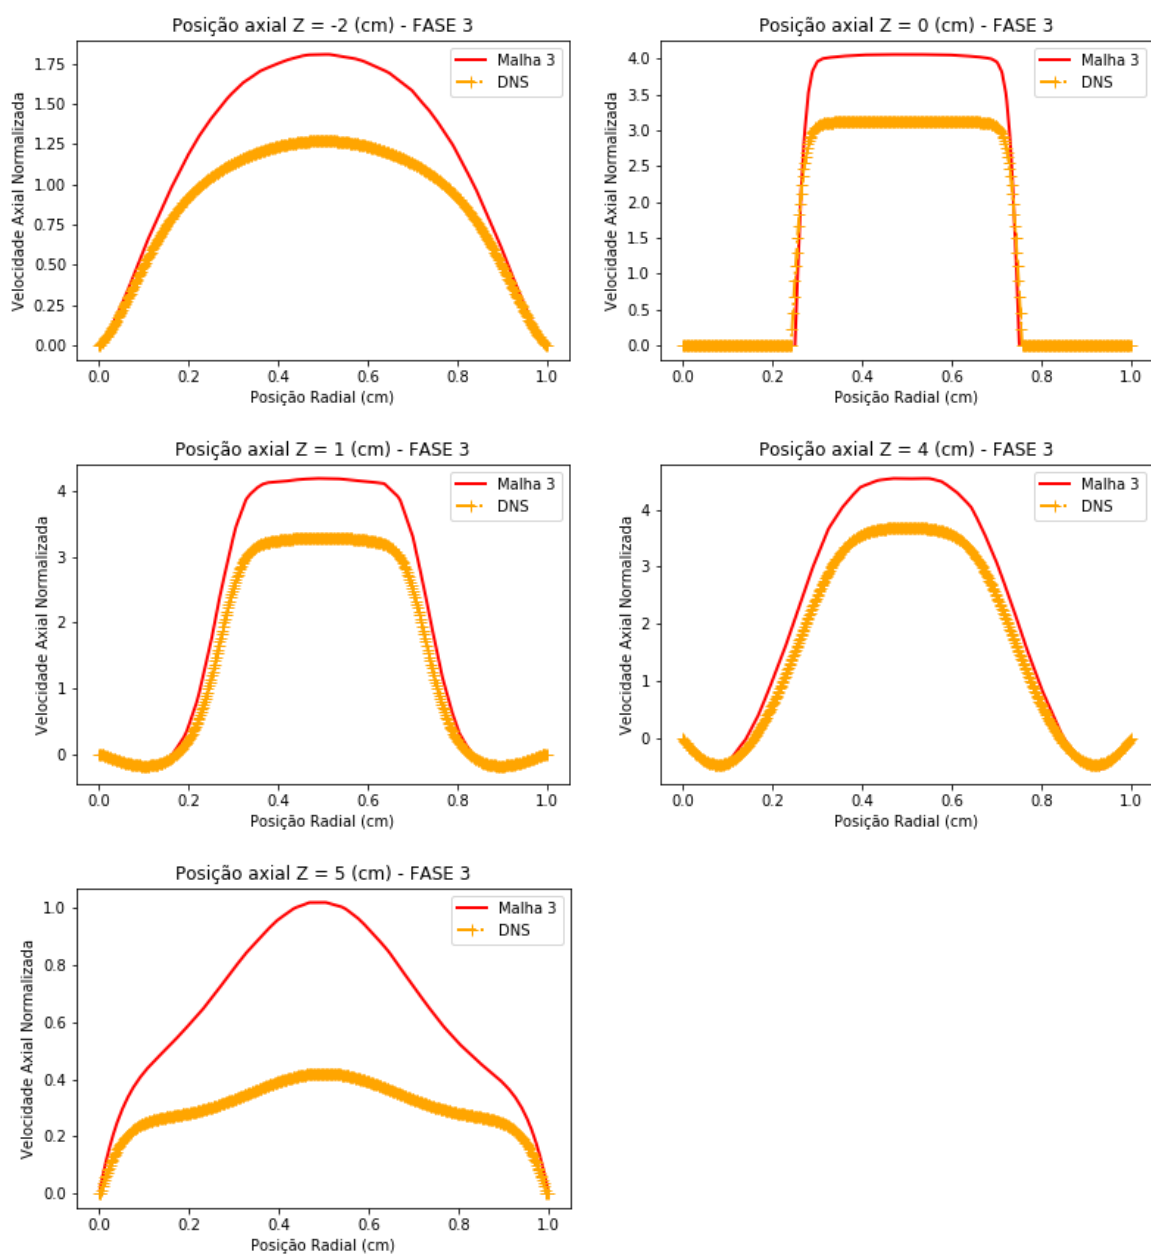 Posição axial Z = -2 (cm) - FASE 3
Velocidade Axial Normalizada
1.75
1.50
1.25
1.00
0.75
0.50
0.25
0.00
Malha 3
DNS
0.0 0.2 0.4 0.6 0.8 1.0
Posição Radial (cm)
Posição axial Z = 0 (cm) - FASE 3
Velocidade Axial Normalizada
4.0
3.5
3.0
2.5
2.0
1.5
1.0
0.5
0.0
Malha 3
DNS
0.0 0.2 0.4 0.6 0.8 1.0
Posição Radial (cm)
Posição axial Z = 1 (cm) - FASE 3
Velocidade Axial Normalizada
4
3
2
1
0
Malha 3
DNS
0.0 0.2 0.4 0.6 0.8 1.0
Posição Radial (cm)
Posição axial Z = 4 (cm) - FASE 3
Velocidade Axial Normalizada
4
3
2
1
0
Malha 3
DNS
0.0 0.2 0.4 0.6 0.8 1.0
Posição Radial (cm)
Posição axial Z = 5 (cm) - FASE 3
Velocidade Axial Normalizada
1.0
0.8
0.6
0.4
0.2
0.0
Malha 3
DNS
0.0 0.2 0.4 0.6 0.8 1.0
Posição Radial (cm)